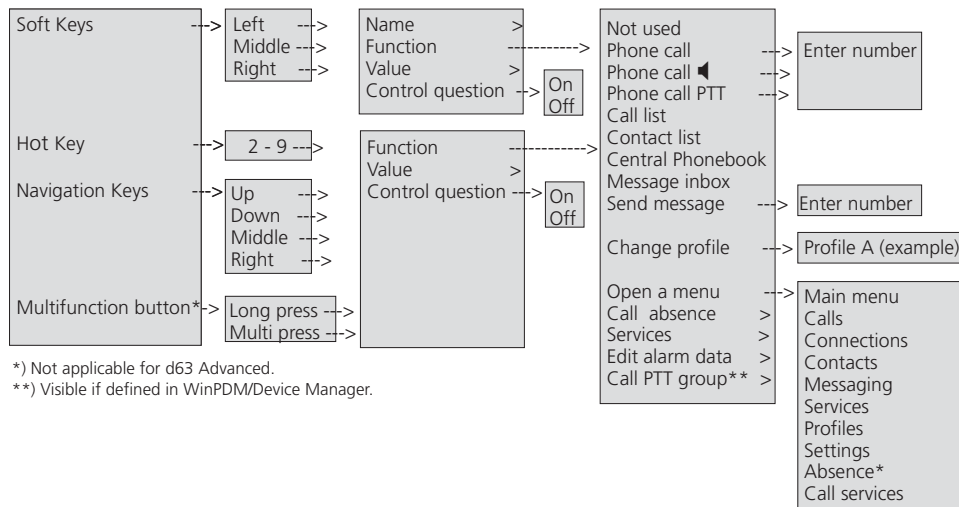 Soft Keys --->
Left --->
Middle --->
Right --->
Name >
Function ----------->
Value >
Control question -->
On
Off
Not used
Phone call --->
Phone call --->
Phone call PTT --->
Call list
Contact list
Central Phonebook
Message inbox
Send message --->
Change profile --->
Open a menu --->
Call absence >
Services >
Edit alarm data >
Call PTT group** >
Enter number
Enter number
Profile A (example)
Hot Key --->
2 - 9 --->
Function ----------->
Value >
Control question --->
On
Off
Navigation Keys --->
Up --->
Down --->
Middle --->
Right --->
Multifunction button*->
Long press --->
Multi press --->
Main menu
Calls
Connections
Contacts
Messaging
Services
Profiles
Settings
Absence*
Call services
*) Not applicable for d63 Advanced.
**) Visible if defined in WinPDM/Device Manager.